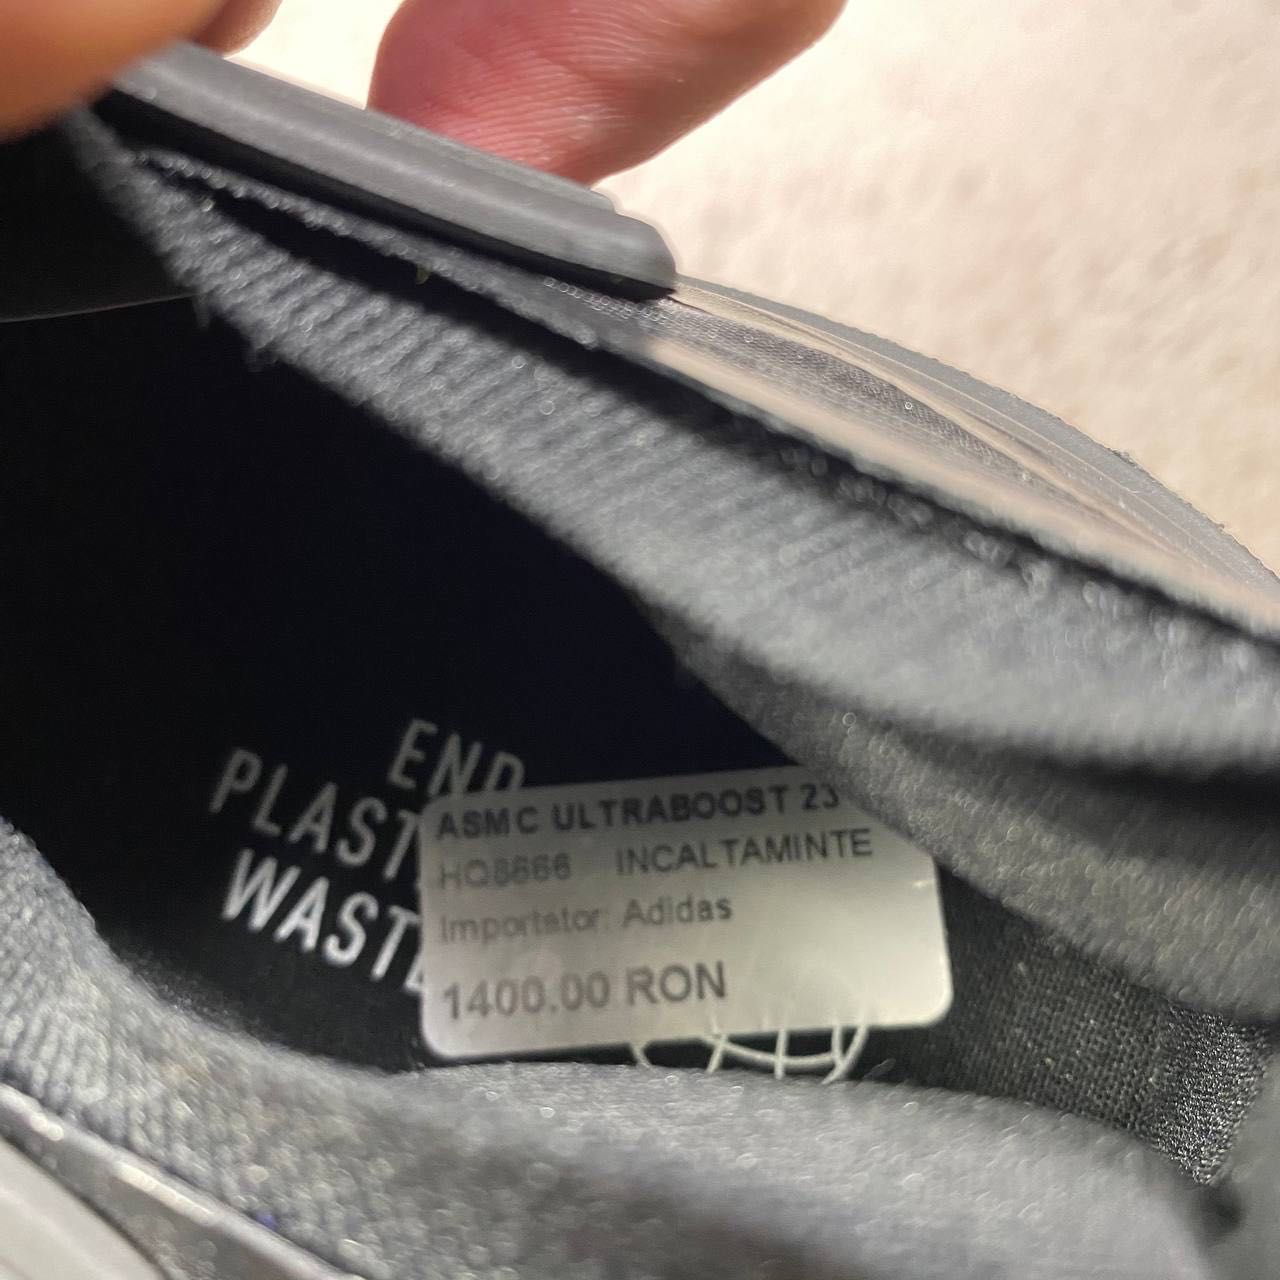 END
PLAST
WASTE
ASMC ULTRABOOST 23
HQ8666 INCALTAMINTE
Importator: Adidas
1400.00 RON